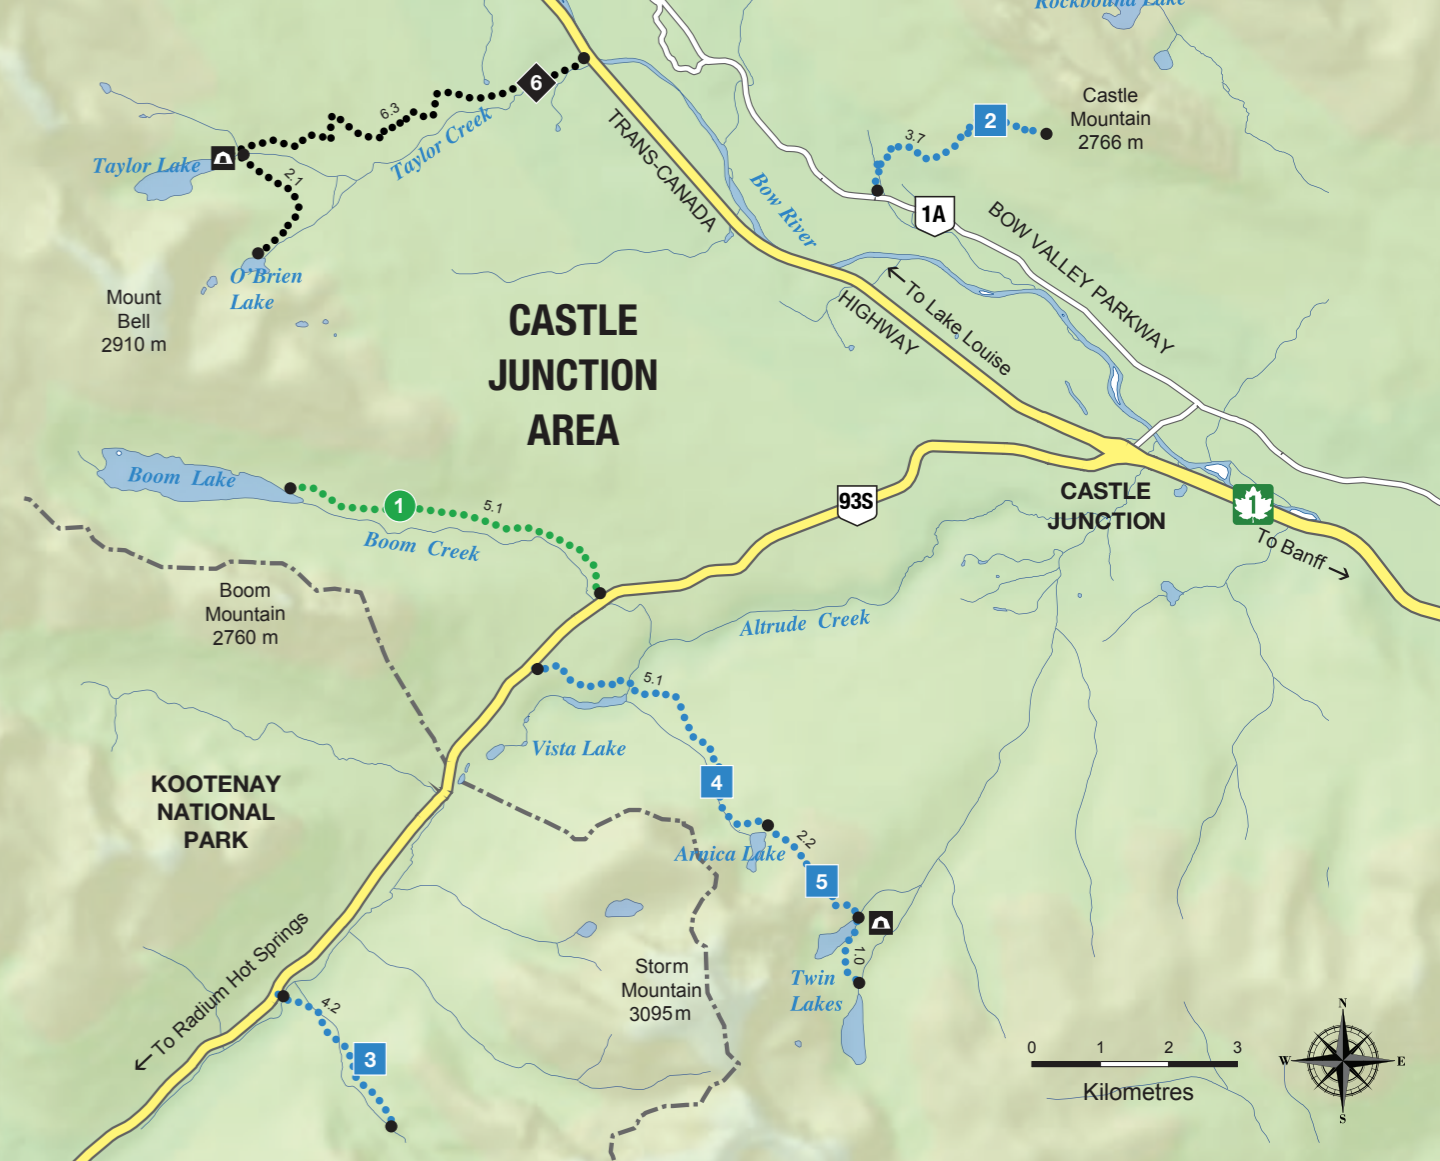 Rockbound Lake
Castle
Mountain
2766 m
6
6.3
2
3.7
Taylor Creek
TRANS-CANADA
Taylor Lake
2.1
Bow River
1A
BOW VALLEY PARKWAY
O'Brien
Lake
To Lake Louise
HIGHWAY
Mount
Bell
2910 m
CASTLE
JUNCTION
AREA
Boom Lake
1
5.1
93S
CASTLE
JUNCTION
1
To Banff
Boom Creek
Boom
Mountain
2760 m
Altrude Creek
5.1
Vista Lake
4
KOOTENAY
NATIONAL
PARK
Arnica Lake
2.2
5
To Radium Hot Springs
Storm
Mountain
3095 m
1.0
Twin
Lakes
4.2
3
0 1 2 3
Kilometres
N
W
E
S